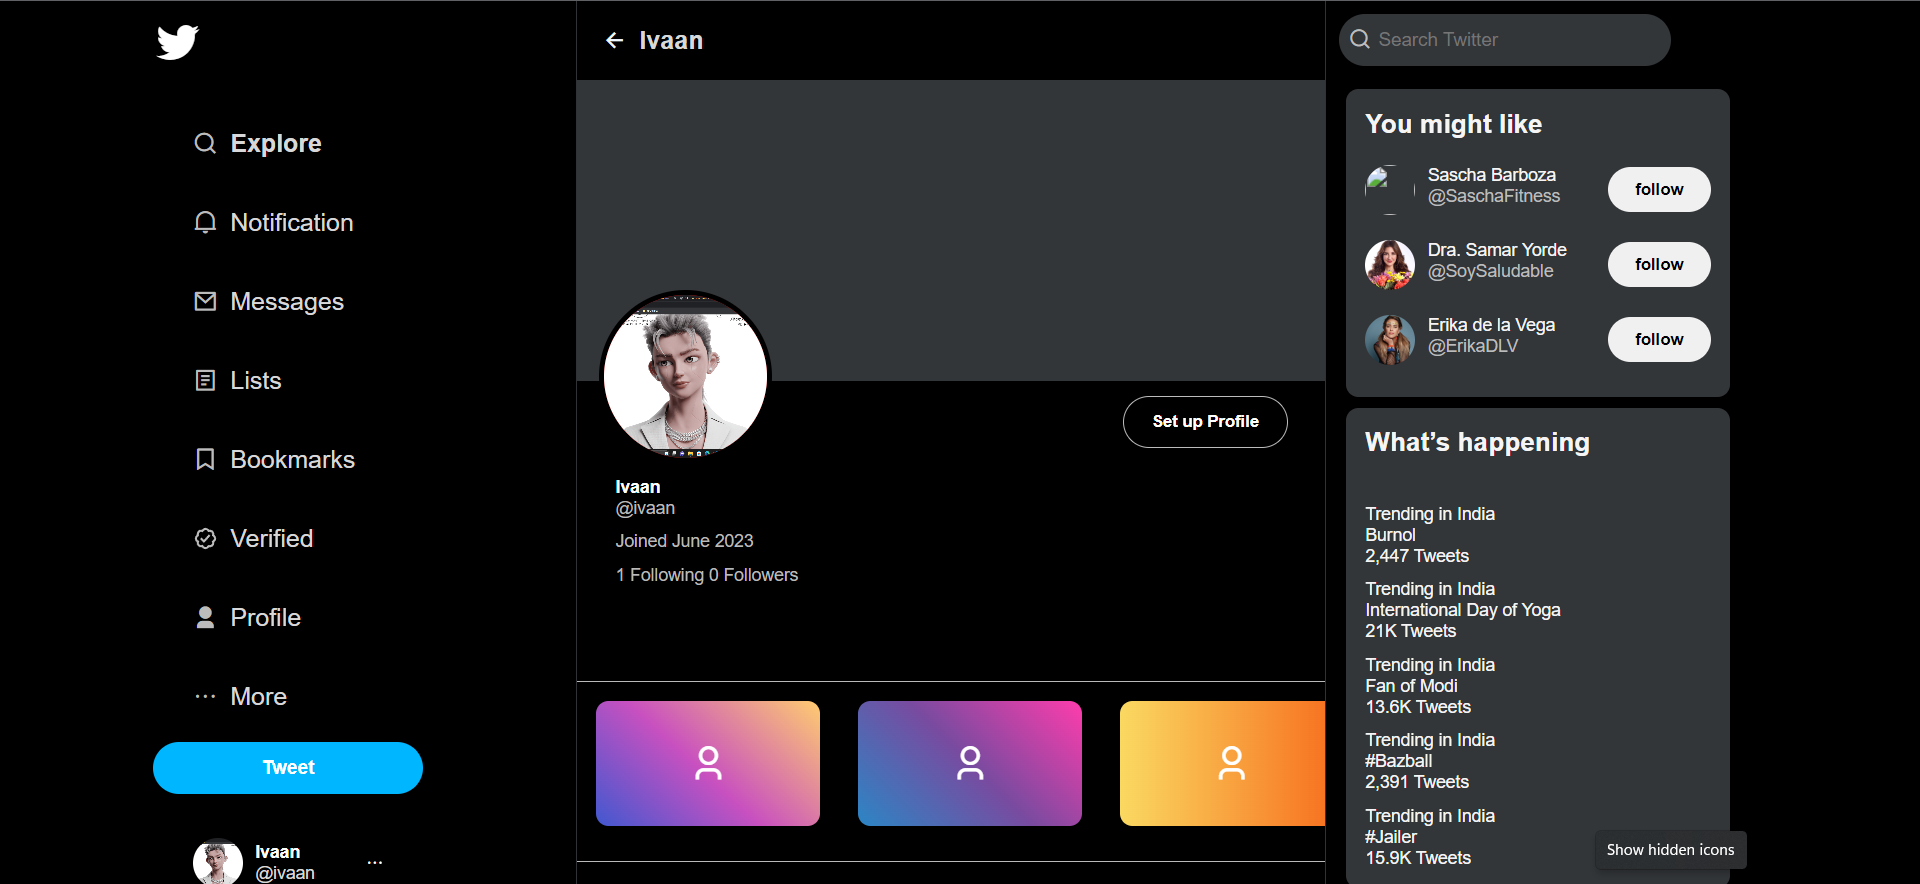 Explore
Notification
Messages
Lists
Bookmarks
Verified
Profile
More
Tweet
Ivaan
@ivaan
Ivaan
Set up Profile
Ivaan
@ivaan
Joined June 2023
1 Following 0 Followers
Search Twitter
You might like
Sascha Barboza
@SaschaFitness
follow
Dra. Samar Yorde
@SoySaludable
follow
Erika de la Vega
@ErikaDLV
follow
What’s happening
Trending in India
Burnol
2,447 Tweets
Trending in India
International Day of Yoga
21K Tweets
Trending in India
Fan of Modi
13.6K Tweets
Trending in India
#Bazball
2,391 Tweets
Trending in India
#Jailer
15.9K Tweets
Show hidden icons